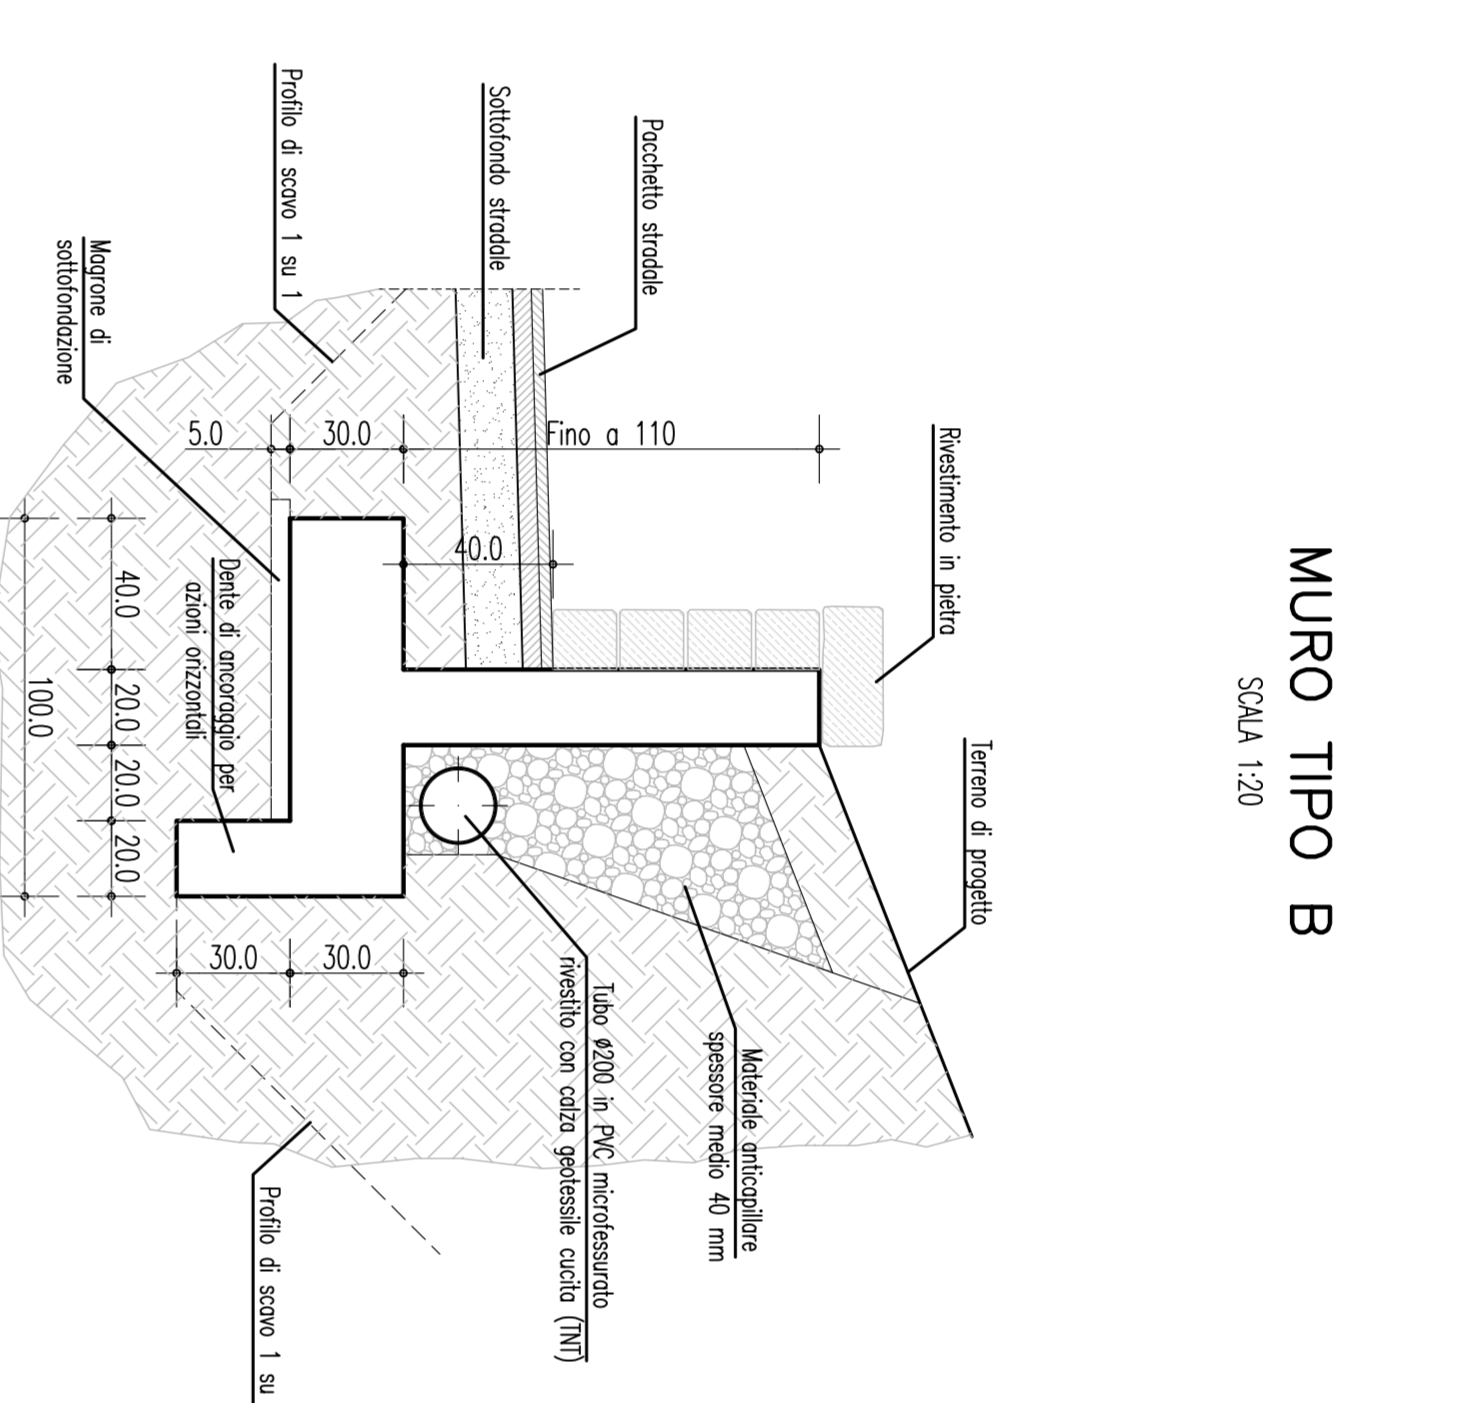 MURO TIPO B
SCALA 1:20
Rivestimento in pietra
Terreno di progetto
Pacchetto stradale
Sottofondo stradale
Profilo di scavo 1 su 1
Magrone di
sottofondazione
Fino a 110
30.0
5.0
40.0
Dente di ancoraggio per
azioni orizzontali
40.0
20.0
20.0
20.0
100.0
30.0
30.0
Materiale anticapillare
spessore medio 40 mm
Tubo ø200 in PVC microfessurato
rivestito con calza geotessile cucita (TNT)
Profilo di scavo 1 su